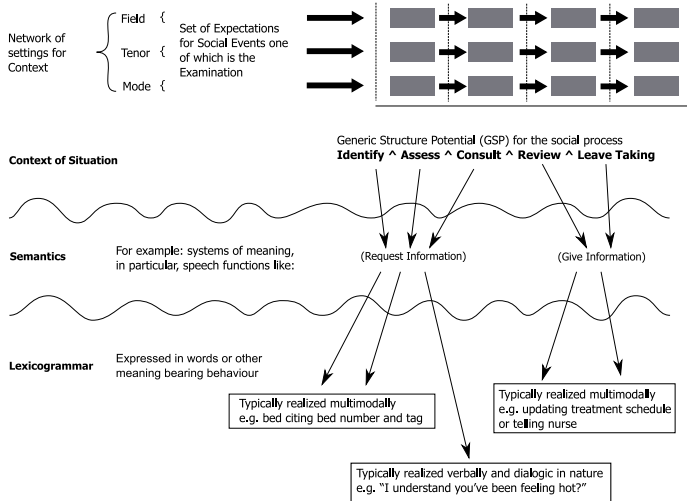 Network of
settings for
Context
Field {
Tenor {
Mode {
Set of Expectations
for Social Events one
of which is the
Examination
Generic Structure Potential (GSP) for the social process
Context of Situation
Identify ^ Assess ^ Consult ^ Review ^ Leave Taking
Semantics
For example: systems of meaning,
in particular, speech functions like:
(Request Information)
(Give Information)
Lexicogrammar
Expressed in words or other
meaning bearing behaviour
Typically realized multimodally
e.g. bed citing bed number and tag
Typically realized multimodally
e.g. updating treatment schedule
or telling nurse
Typically realized verbally and dialogic in nature
e.g. “I understand you’ve been feeling hot?”